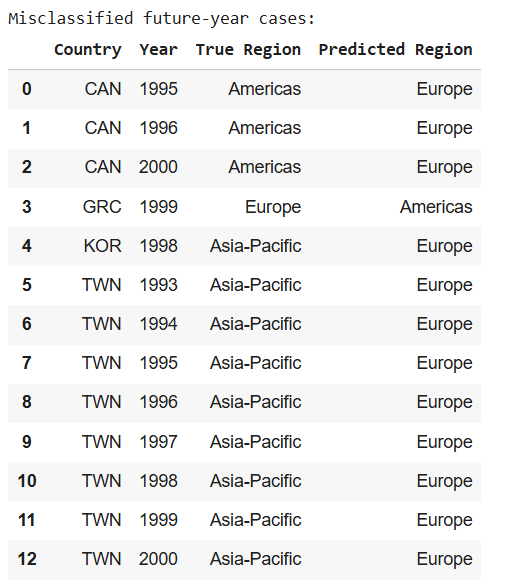 Misclassified future-year cases:
Country Year True Region Predicted Region
0 CAN 1995 Americas Europe
1 CAN 1996 Americas Europe
2 CAN 2000 Americas Europe
3 GRC 1999 Europe Americas
4 KOR 1998 Asia-Pacific Europe
5 TWN 1993 Asia-Pacific Europe
6 TWN 1994 Asia-Pacific Europe
7 TWN 1995 Asia-Pacific Europe
8 TWN 1996 Asia-Pacific Europe
9 TWN 1997 Asia-Pacific Europe
10 TWN 1998 Asia-Pacific Europe
11 TWN 1999 Asia-Pacific Europe
12 TWN 2000 Asia-Pacific Europe